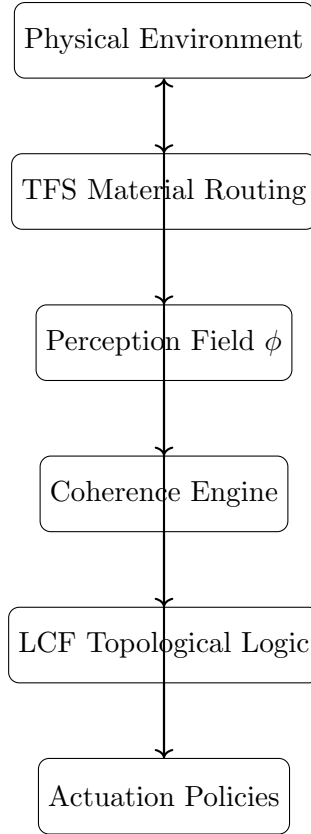 Physical Environment
TFS Material Routing
Perception Field ϕ
Coherence Engine
LCF Topological Logic
Actuation Policies